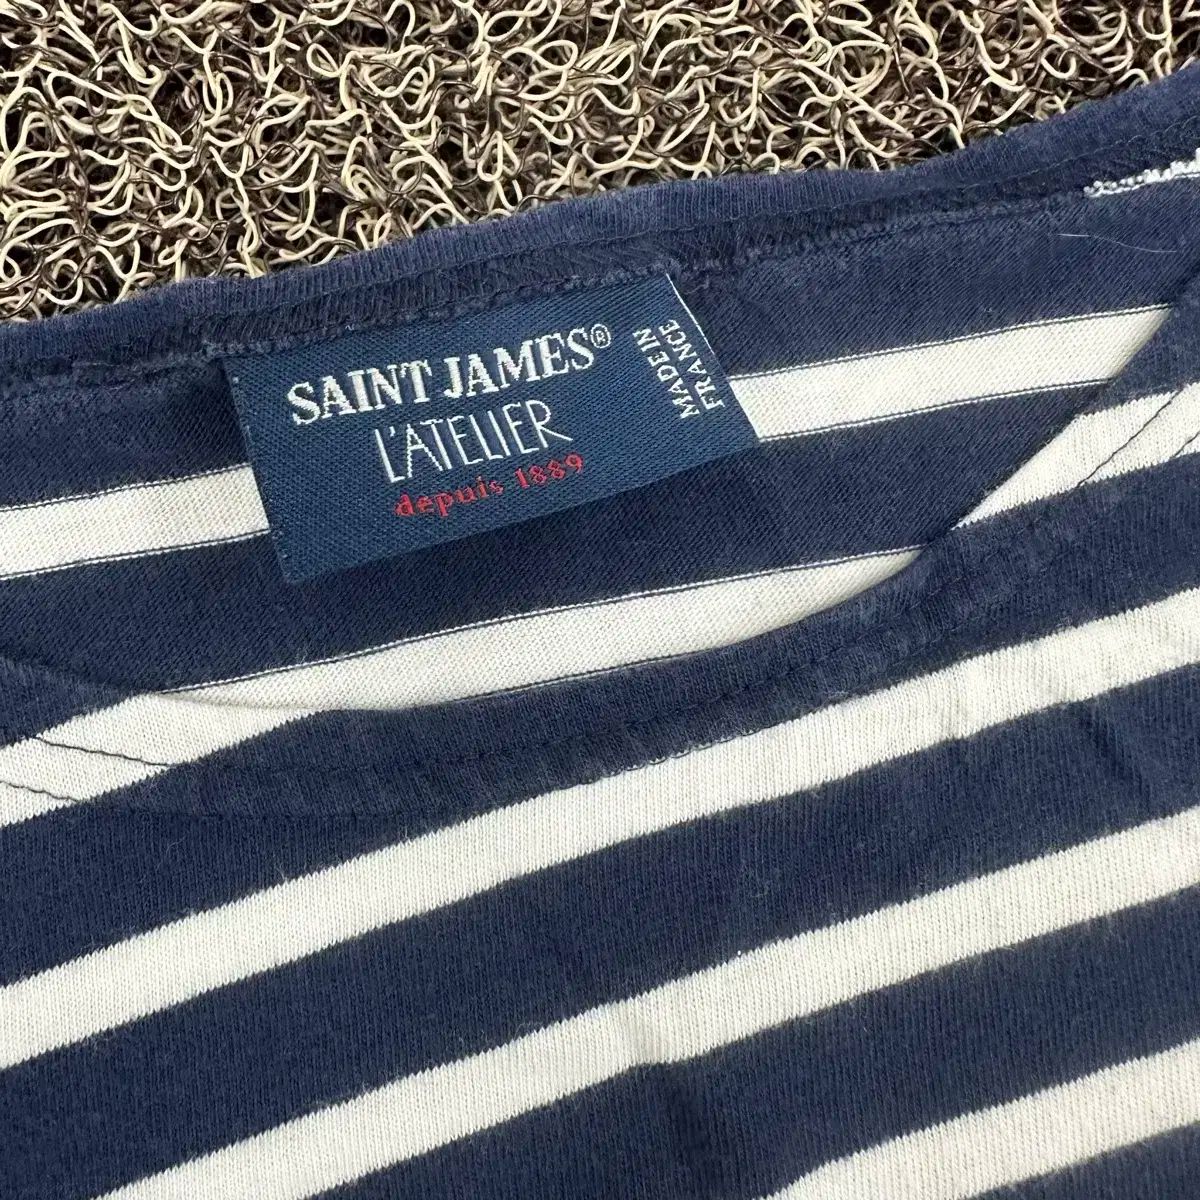 SAINT JAMES®
L'ATELIER
depuis 1889
MADE IN
FRANCE